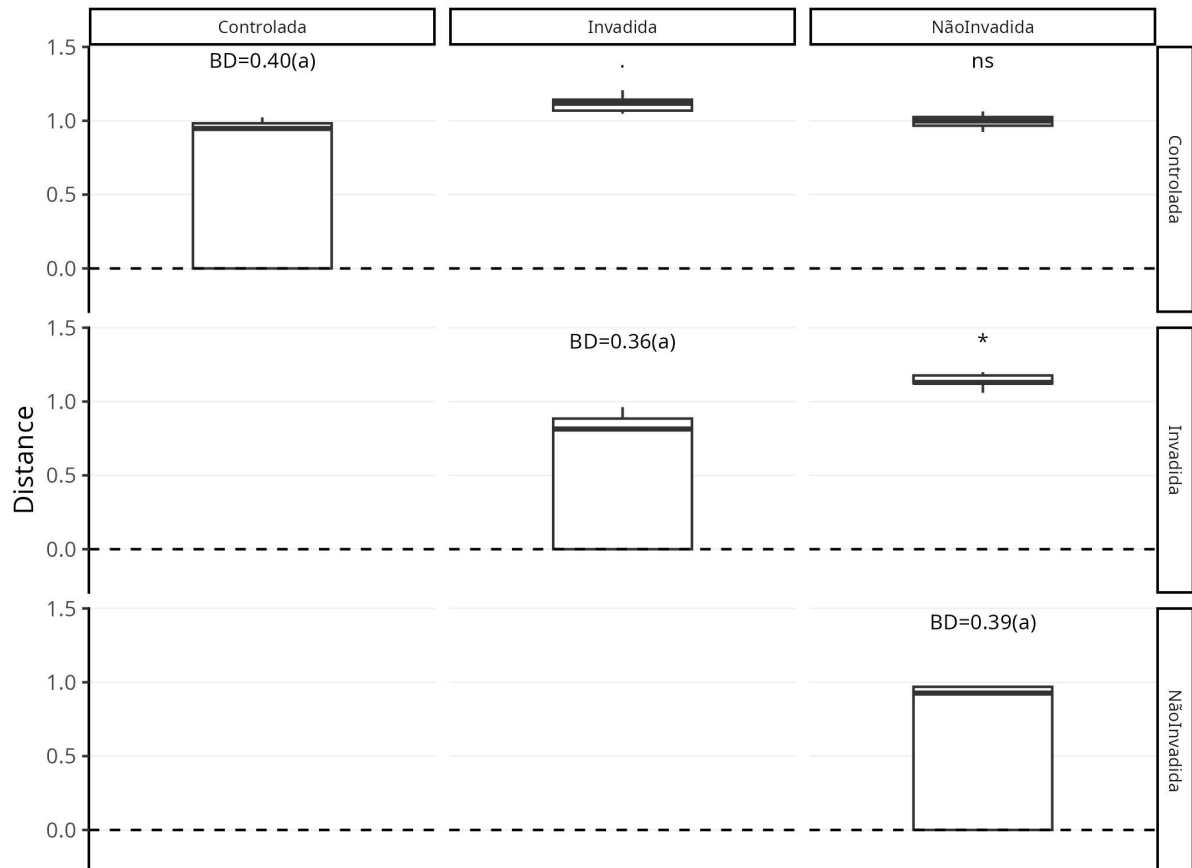 Controlada
Invadida
NãoInvadida
1.5
1.0
0.5
0.0
BD=0.40(a)
.
ns
Controlada
Distance
1.5
1.0
0.5
0.0
BD=0.36(a)
*
Invadida
1.5
1.0
0.5
0.0
BD=0.39(a)
NãoInvadida